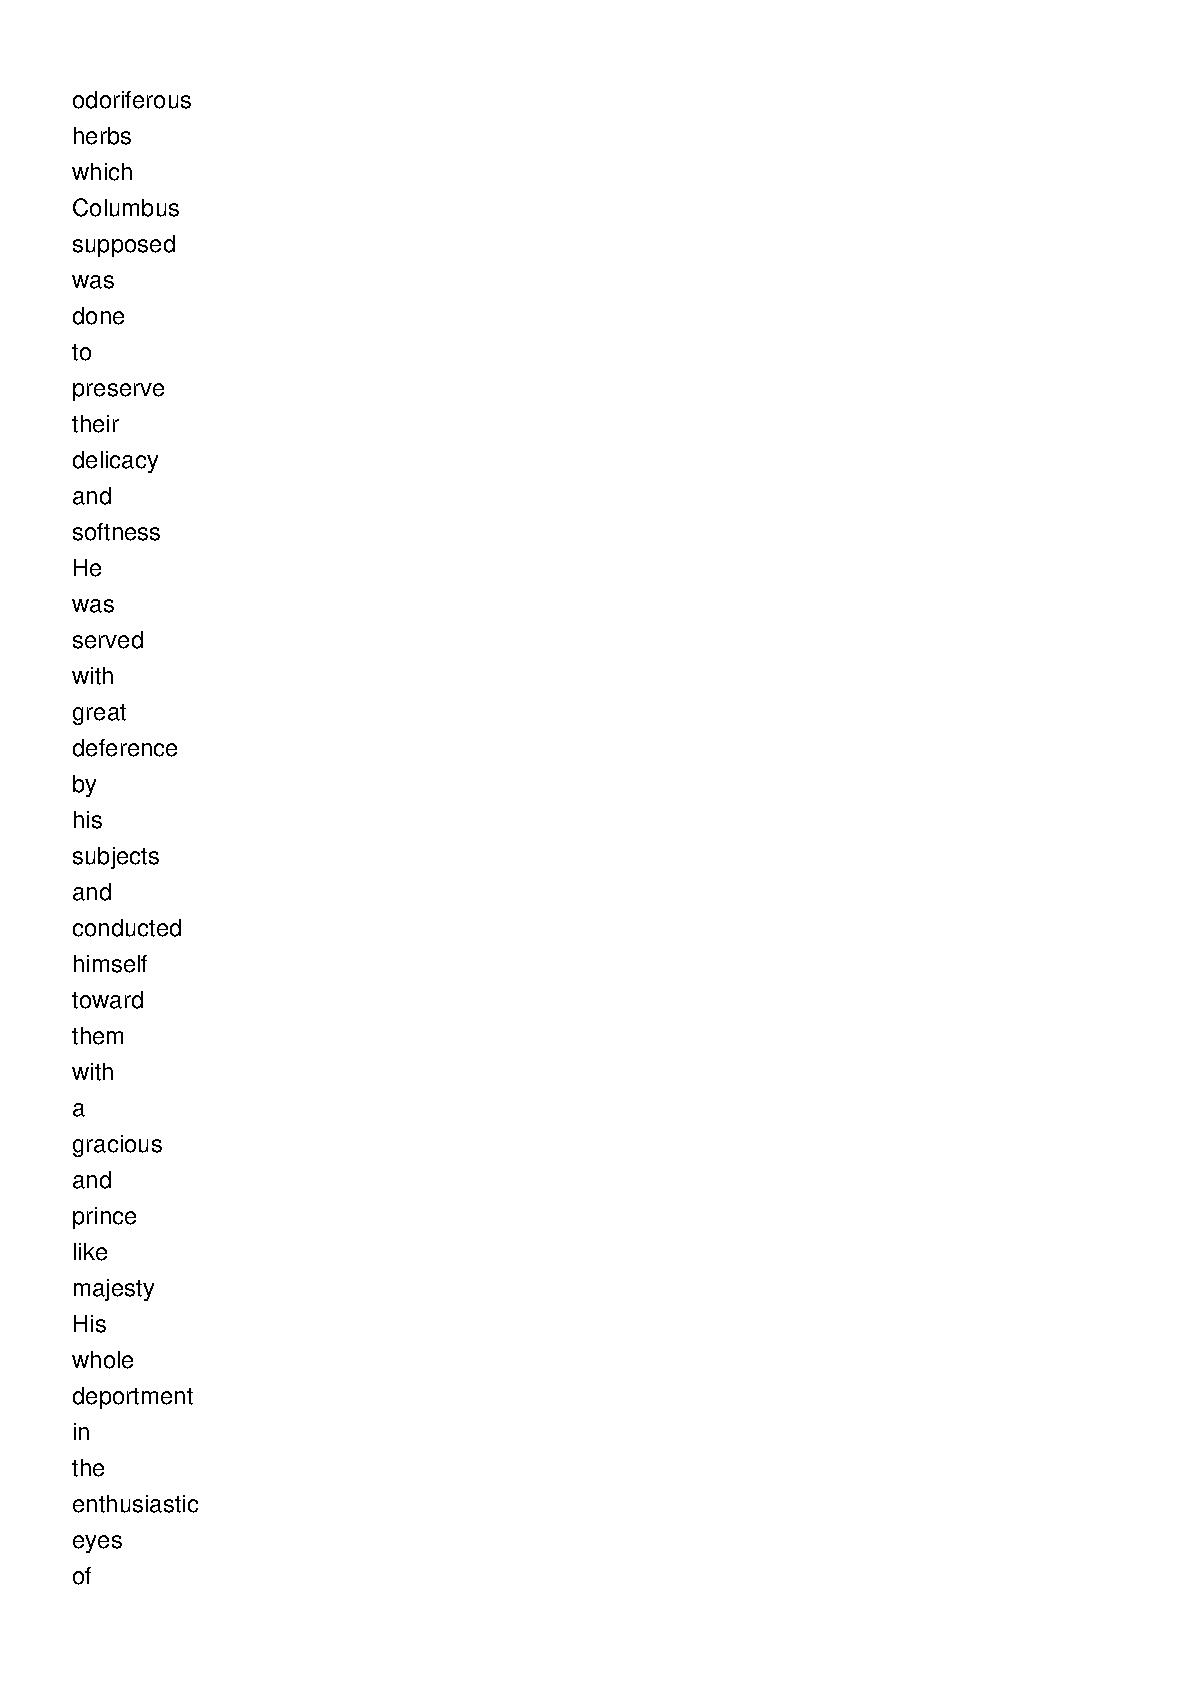 odoriferous
herbs
which
Columbus
supposed
was
done
to
preserve
their
delicacy
and
softness
He
was
served
with
great
deference
by
his
subjects
and
conducted
himself
toward
them
with
a
gracious
and
prince
like
majesty
His
whole
deportment
in
the
enthusiastic
eyes
of